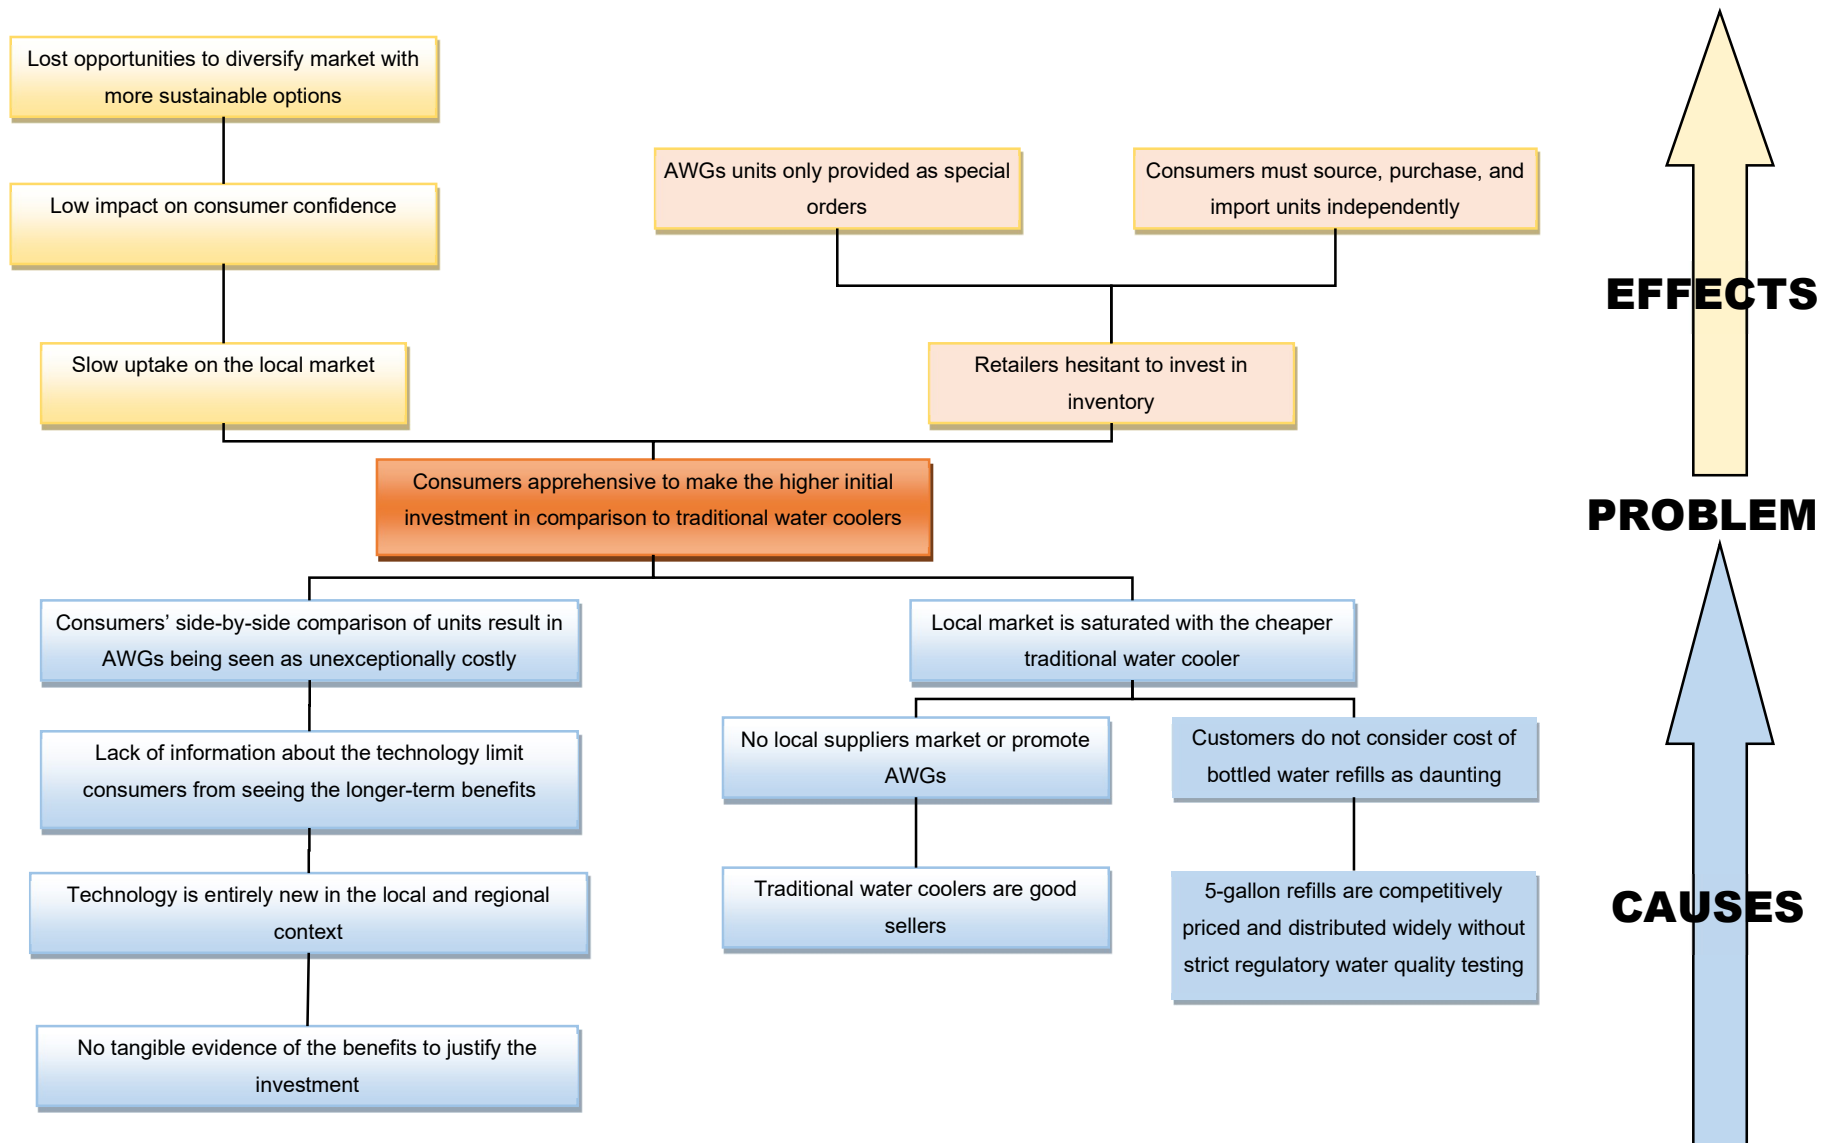 Lost opportunities to diversify market with
more sustainable options
Low impact on consumer confidence
AWGs units only provided as special
orders
Consumers must source, purchase, and
import units independently
EFFECTS
Slow uptake on the local market
Retailers hesitant to invest in
inventory
Consumers apprehensive to make the higher initial
investment in comparison to traditional water coolers
PROBLEM
Consumers’ side-by-side comparison of units result in
AWGs being seen as unexceptionally costly
Local market is saturated with the cheaper
traditional water cooler
Lack of information about the technology limit
consumers from seeing the longer-term benefits
No local suppliers market or promote
AWGs
Customers do not consider cost of
bottled water refills as daunting
Technology is entirely new in the local and regional
context
Traditional water coolers are good
sellers
5-gallon refills are competitively
priced and distributed widely without
strict regulatory water quality testing
CAUSES
No tangible evidence of the benefits to justify the
investment